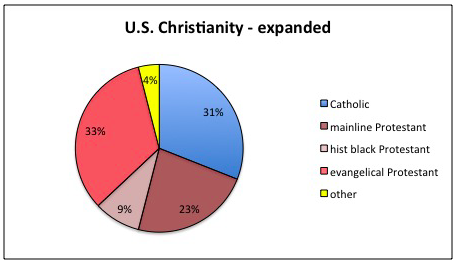 U.S. Christianity - expanded
4%
31%
33%
9%
23%
Catholic
mainline Protestant
hist black Protestant
evangelical Protestant
other